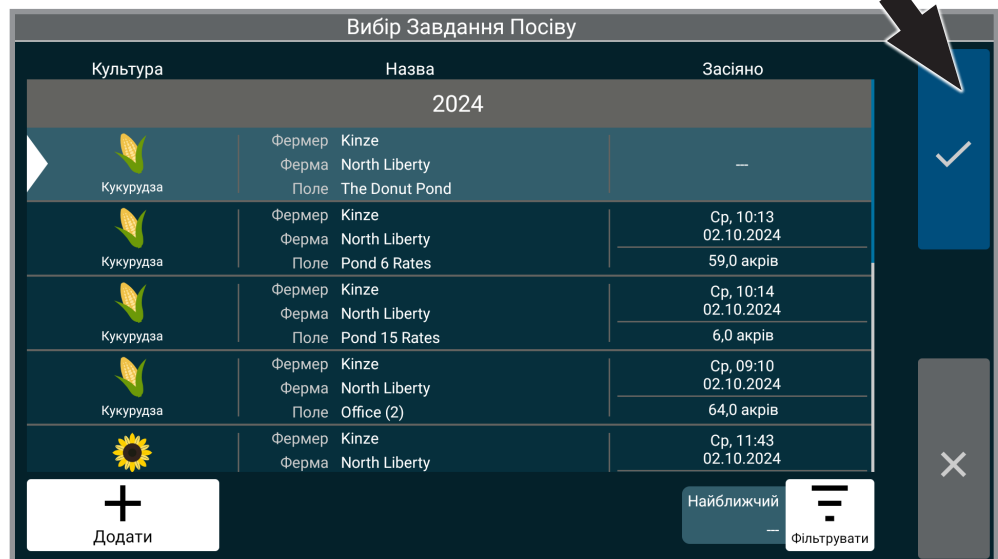 Вибір Завдання Посіву
Культура Назва Засіяно
2024
Кукурудза
Фермер Kinze
Ферма North Liberty
Поле The Donut Pond
---
Кукурудза
Фермер Kinze
Ферма North Liberty
Поле Pond 6 Rates
Ср, 10:13
02.10.2024
59,0 акрів
Кукурудза
Фермер Kinze
Ферма North Liberty
Поле Pond 15 Rates
Ср, 10:14
02.10.2024
6,0 акрів
Кукурудза
Фермер Kinze
Ферма North Liberty
Поле Office (2)
Ср, 09:10
02.10.2024
64,0 акрів
Фермер Kinze
Ферма North Liberty
Ср, 11:43
02.10.2024
Додати
Найближчий
---
Фільтрувати